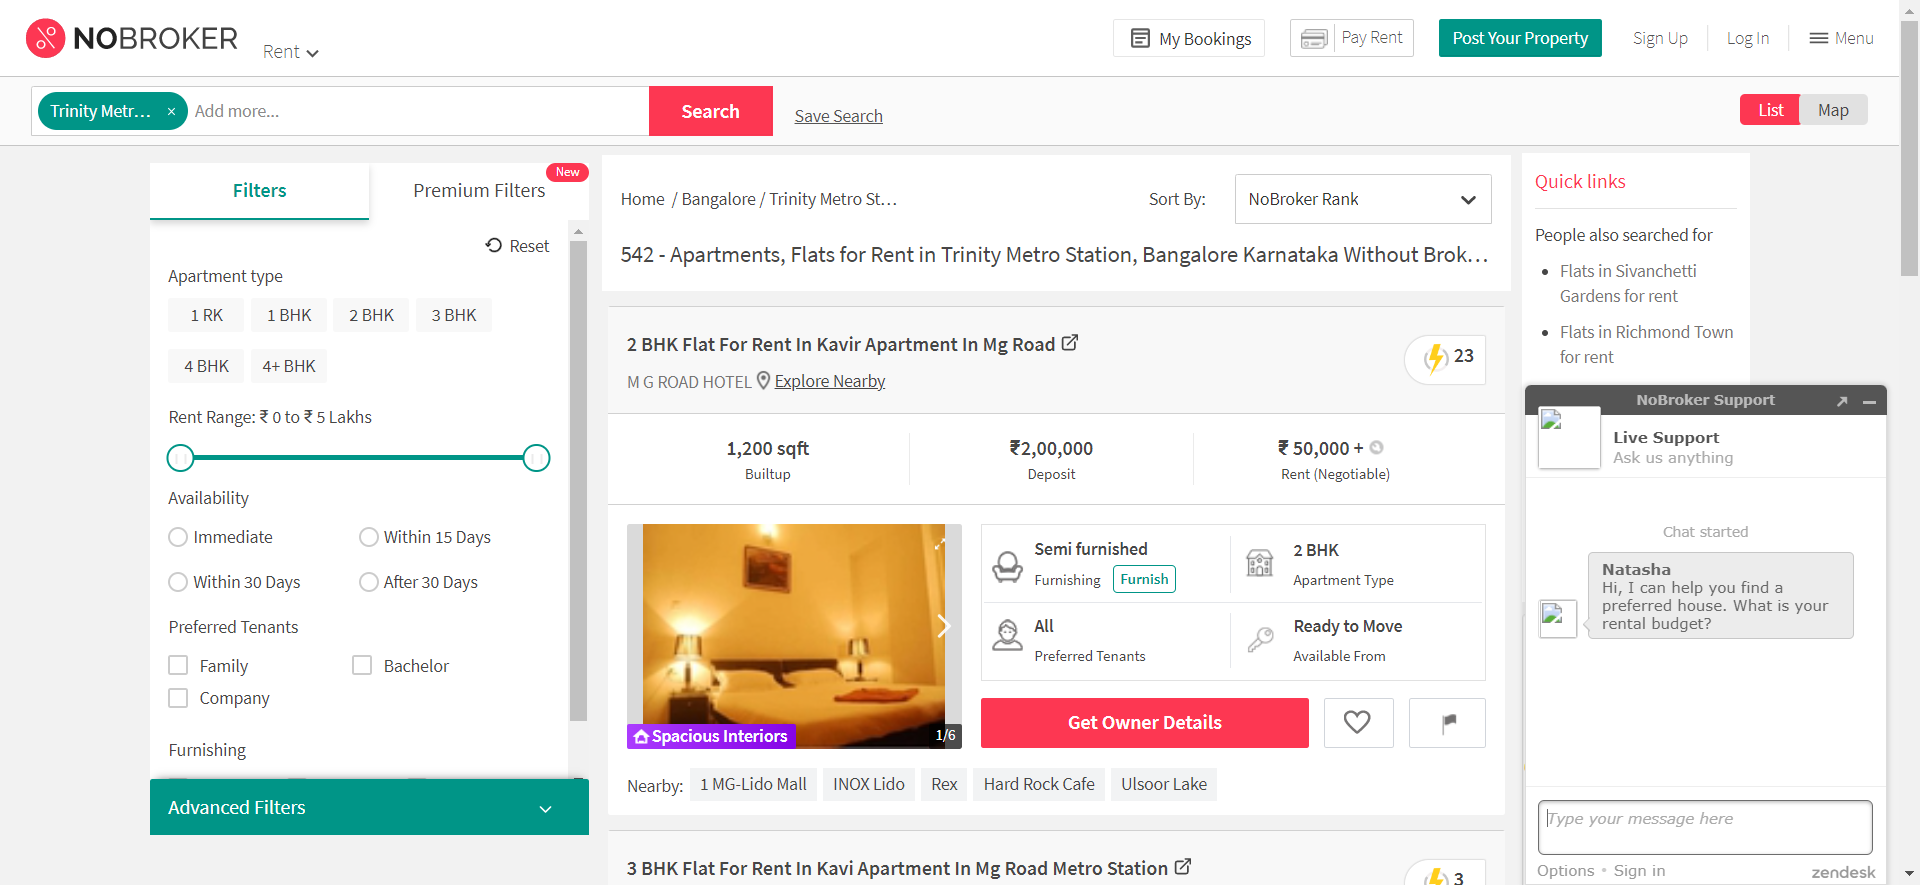 NOBROKER
Rent
My Bookings
Pay Rent
Post Your Property
Sign Up
Log In
Menu
Trinity Metr... ×
Add more...
Search
Save Search
List
Map
Filters
Premium Filters
New
Reset
Apartment type
1 RK
1 BHK
2 BHK
3 BHK
4 BHK
4+ BHK
Rent Range: ₹ 0 to ₹ 5 Lakhs
Availability
Immediate
Within 15 Days
Within 30 Days
After 30 Days
Preferred Tenants
Family
Bachelor
Company
Furnishing
Advanced Filters
Home / Bangalore / Trinity Metro St...
Sort By:
NoBroker Rank
542 - Apartments, Flats for Rent in Trinity Metro Station, Bangalore Karnataka Without Brok...
2 BHK Flat For Rent In Kavir Apartment In Mg Road
M G ROAD HOTEL
Explore Nearby
23
1,200 sqft
Builtup
₹2,00,000
Deposit
₹ 50,000 +
Rent (Negotiable)
Spacious Interiors
1/6
Semi furnished
Furnishing
Furnish
2 BHK
Apartment Type
All
Preferred Tenants
Ready to Move
Available From
Get Owner Details
Nearby:
1 MG-Lido Mall
INOX Lido
Rex
Hard Rock Cafe
Ulsoor Lake
3 BHK Flat For Rent In Kavi Apartment In Mg Road Metro Station
3
Quick links
People also searched for
Flats in Sivanchetti
Gardens for rent
Flats in Richmond Town
for rent
NoBroker Support
Live Support
Ask us anything
Chat started
Natasha
Hi, I can help you find a
preferred house. What is your
rental budget?
Type your message here
Options • Sign in
zendesk